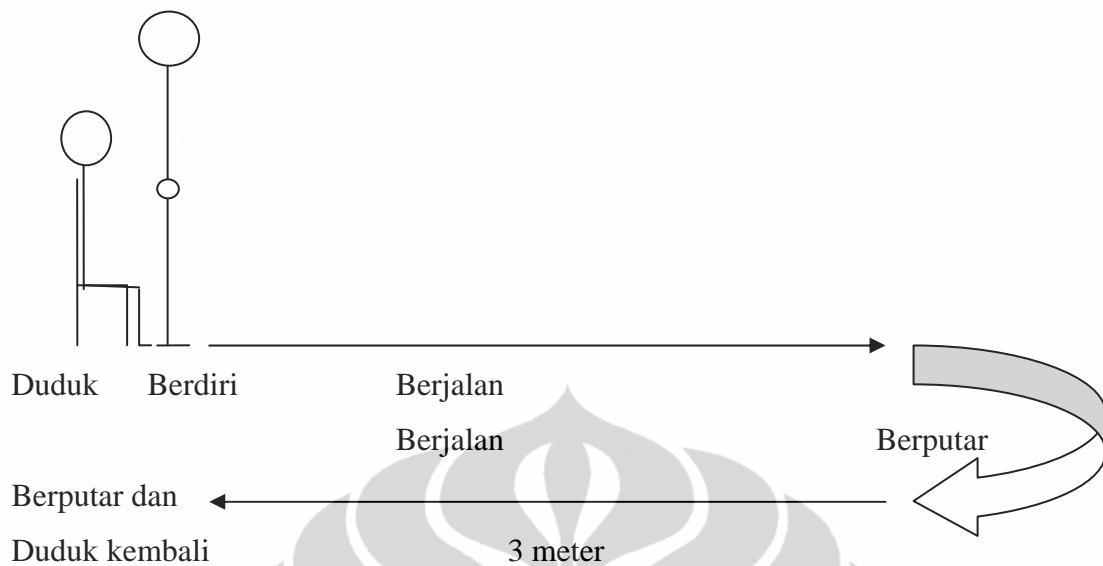 Duduk Berdiri Berjalan
Berjalan Berputar
Berputar dan
Duduk kembali 3 meter